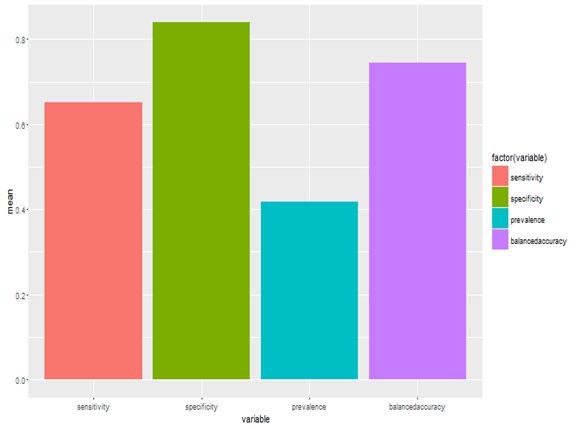 mean
0.8
0.6
0.4
0.2
0.0
sensitivity
specificity
prevalence
balancedaccuracy
variable
factor(variable)
sensitivity
specificity
prevalence
balancedaccuracy